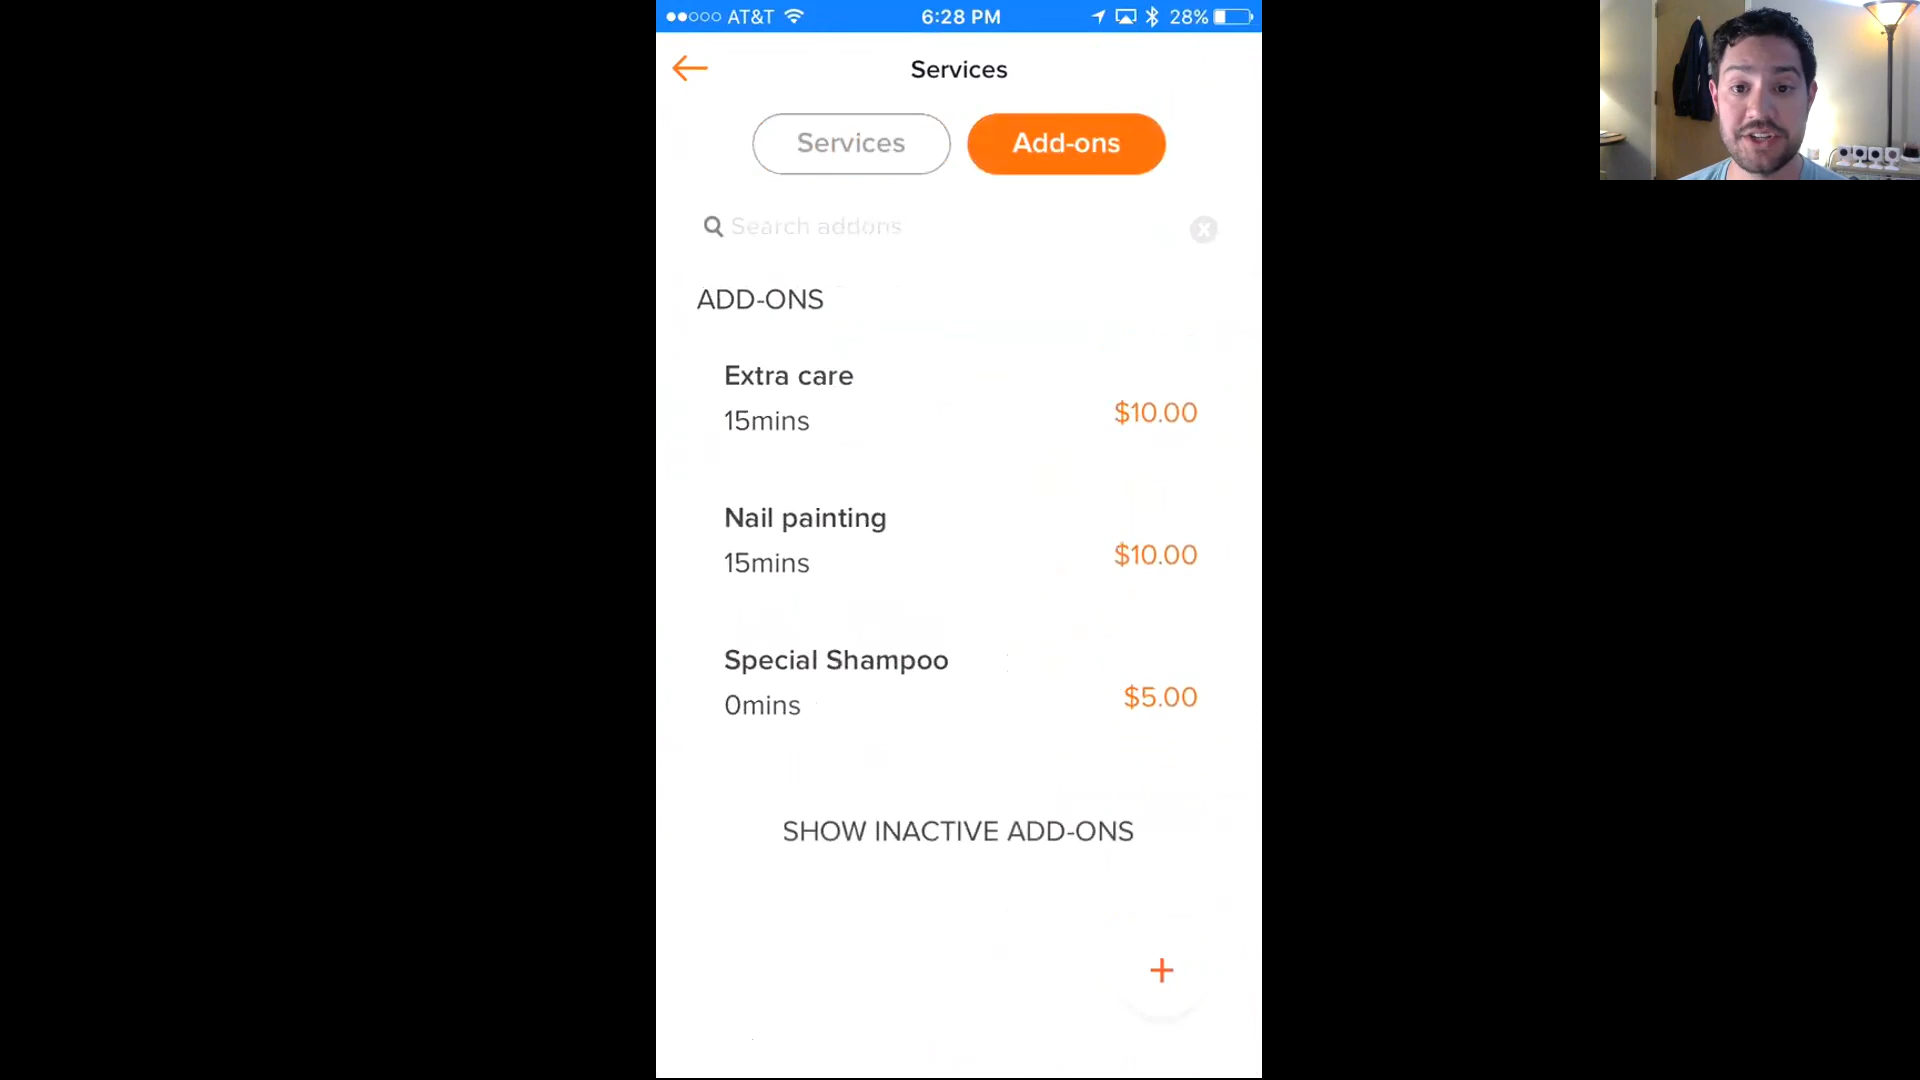 AT&T 6:28 PM 28%
Services
Services Add-ons
Search addons
ADD-ONS
Extra care
15mins
$10.00
Nail painting
15mins
$10.00
Special Shampoo
0mins
$5.00
SHOW INACTIVE ADD-ONS
+